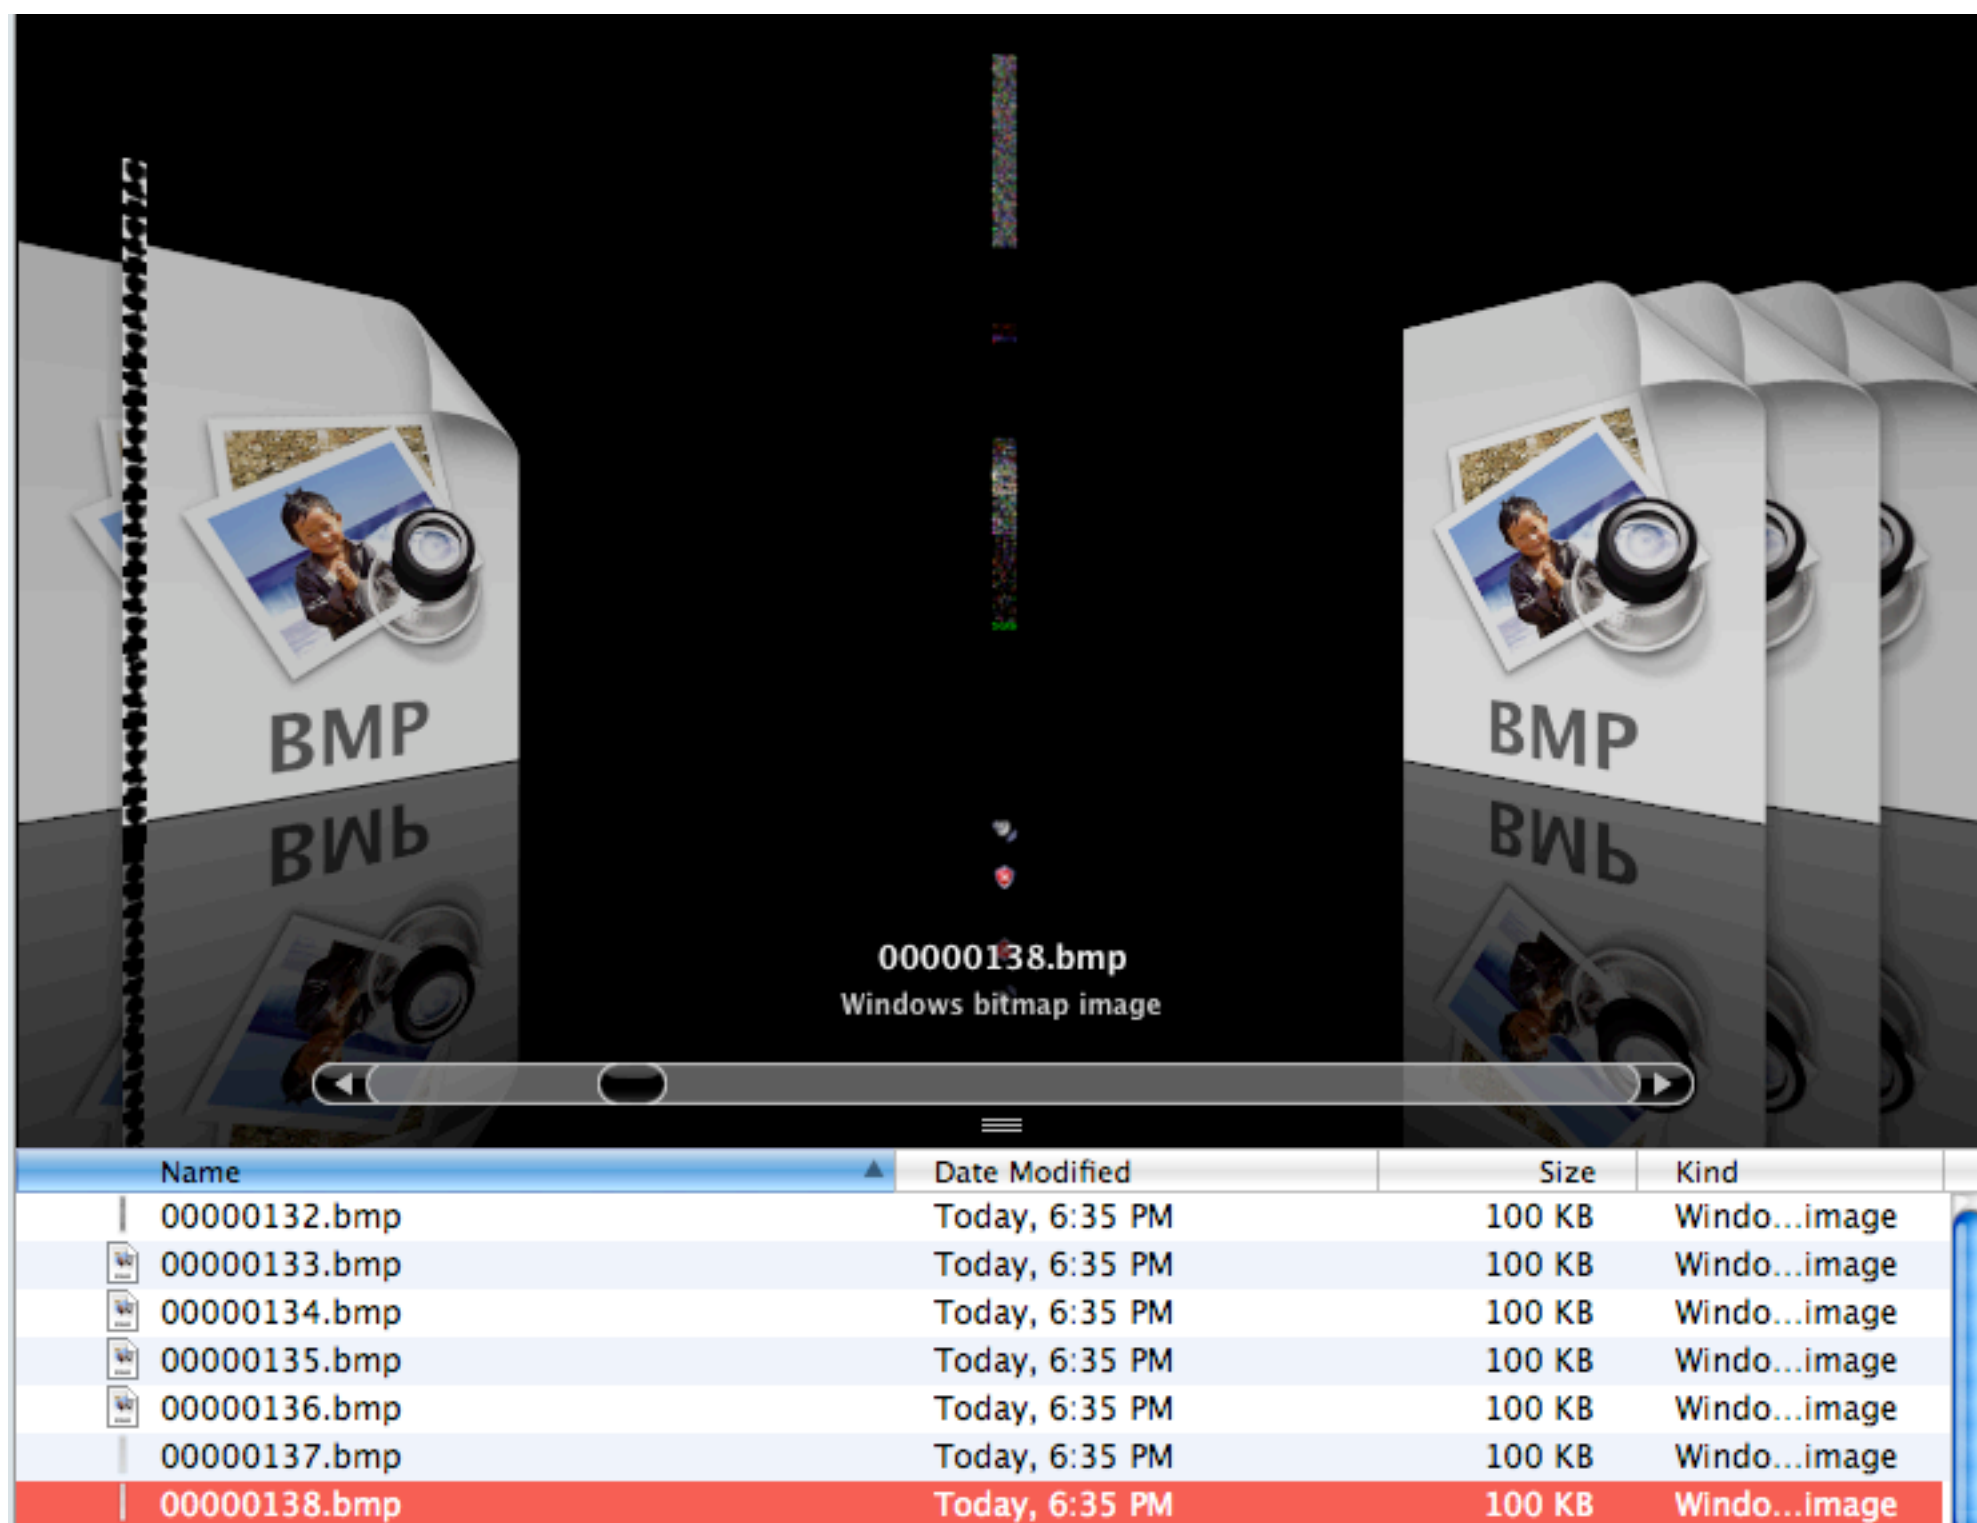 BMP
BMP
00000138.bmp
Windows bitmap image
Name Date Modified Size Kind
00000132.bmp Today, 6:35 PM 100 KB Windo...image
00000133.bmp Today, 6:35 PM 100 KB Windo...image
00000134.bmp Today, 6:35 PM 100 KB Windo...image
00000135.bmp Today, 6:35 PM 100 KB Windo...image
00000136.bmp Today, 6:35 PM 100 KB Windo...image
00000137.bmp Today, 6:35 PM 100 KB Windo...image
00000138.bmp Today, 6:35 PM 100 KB Windo...image